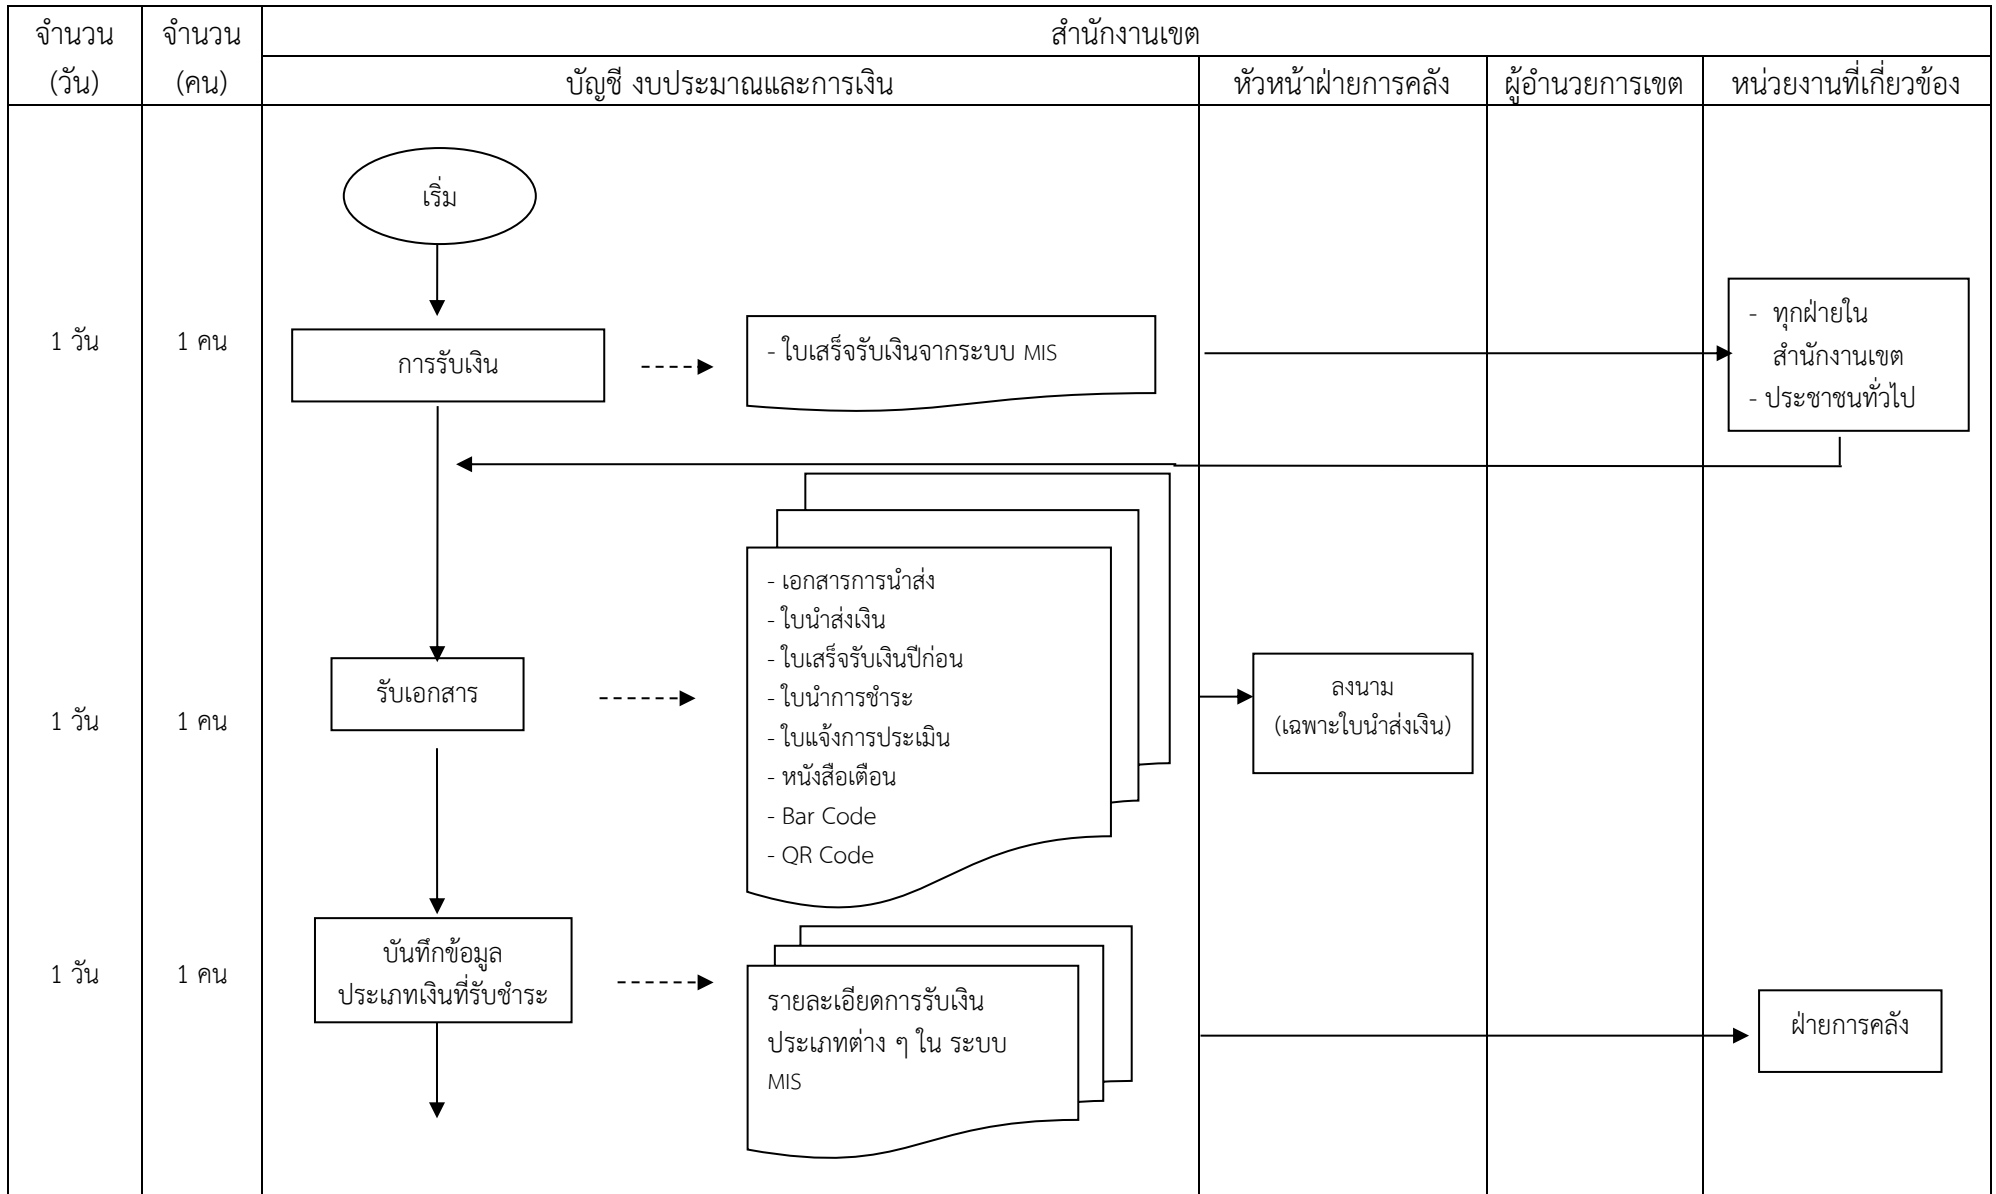 จำนวน
(วัน)
จำนวน
(คน)
สำนักงานเขต
บัญชี งบประมาณและการเงิน
หัวหน้าฝ่ายการคลัง
ผู้อำนวยการเขต
หน่วยงานที่เกี่ยวข้อง
เริ่ม
1 วัน
1 คน
การรับเงิน
- ใบเสร็จรับเงินจากระบบ MIS
- ทุกฝ่ายใน
สำนักงานเขต
- ประชาชนทั่วไป
1 วัน
1 คน
รับเอกสาร
- เอกสารการนำส่ง
- ใบนำส่งเงิน
- ใบเสร็จรับเงินปีก่อน
- ใบนำการชำระ
- ใบแจ้งการประเมิน
- หนังสือเตือน
- Bar Code
- QR Code
ลงนาม
(เฉพาะใบนำส่งเงิน)
1 วัน
1 คน
บันทึกข้อมูล
ประเภทเงินที่รับชำระ
รายละเอียดการรับเงิน
ประเภทต่าง ๆ ใน ระบบ
MIS
ฝ่ายการคลัง